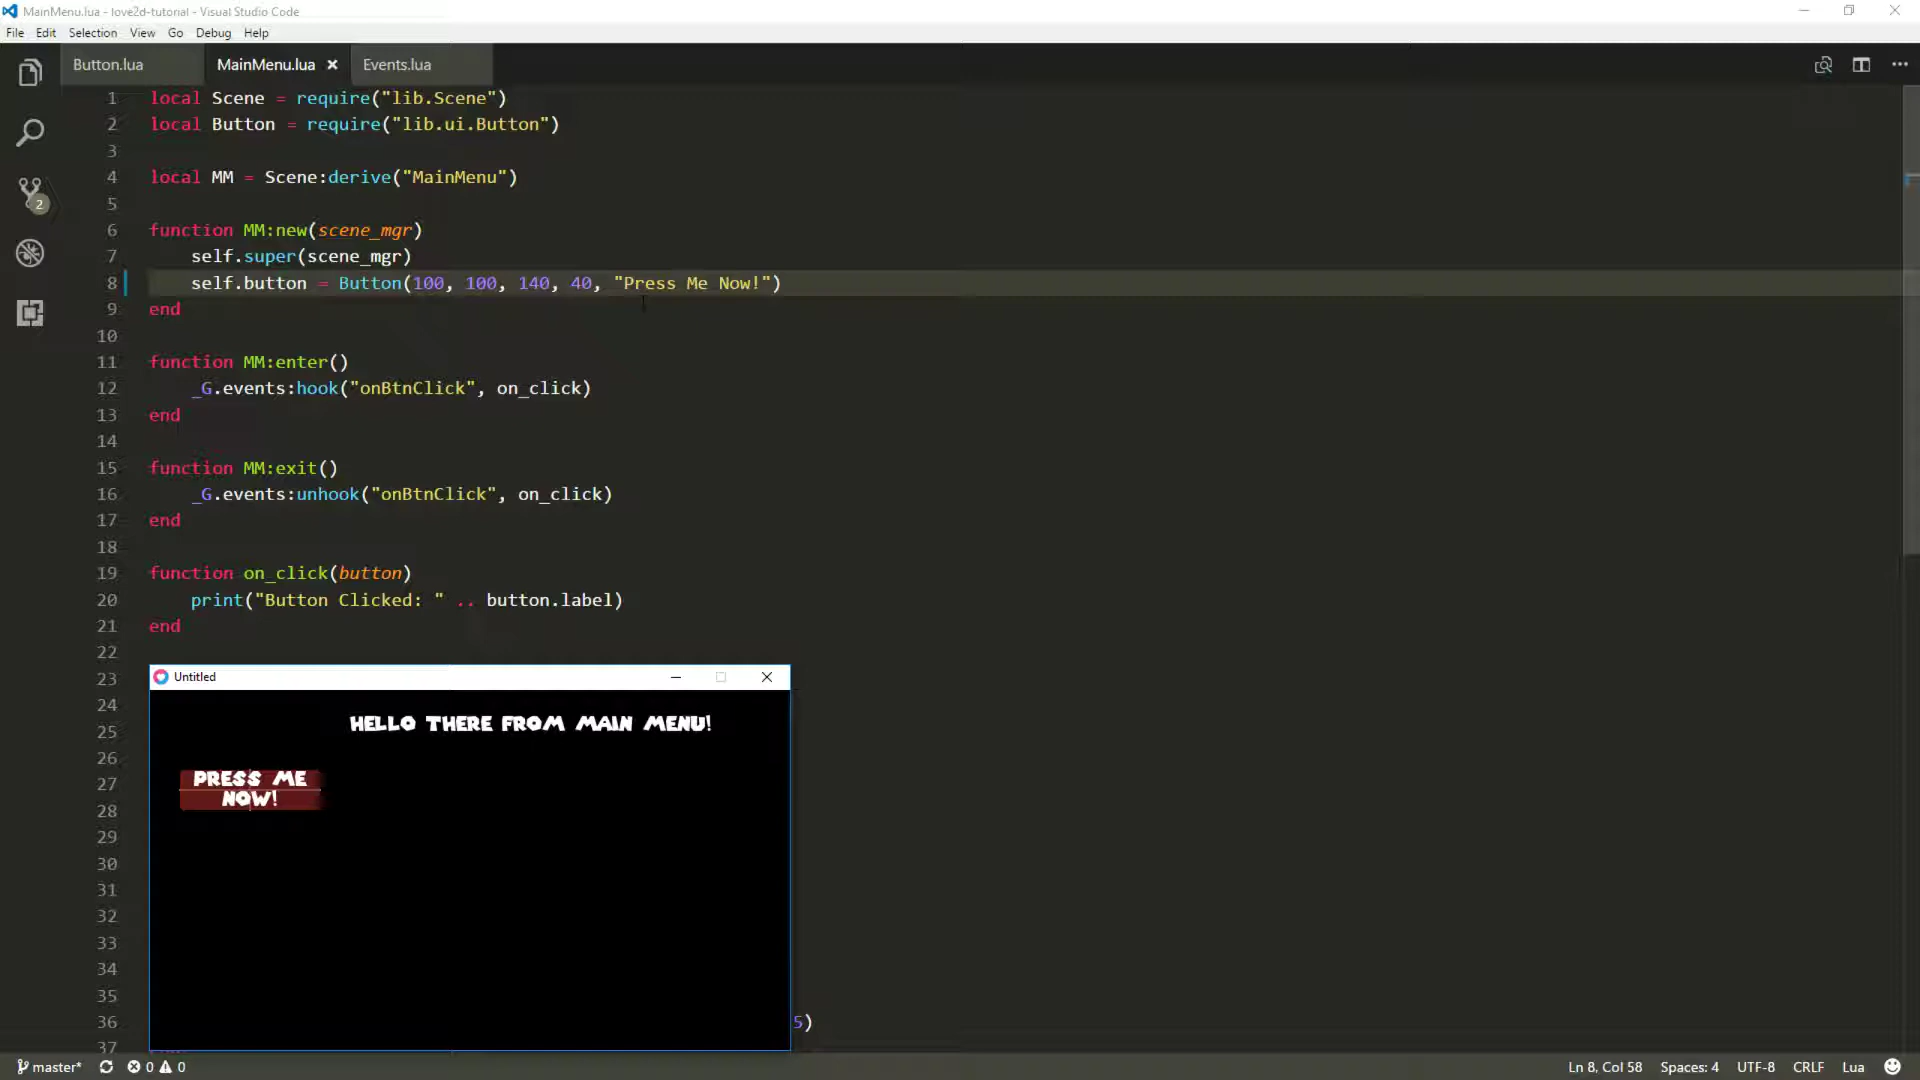 MainMenu.lua - love2d-tutorial - Visual Studio Code
File Edit Selection View Go Debug Help
Button.lua MainMenu.lua Events.lua
1 local Scene = require("lib.Scene")
2 local Button = require("lib.ui.Button")
3
4 local MM = Scene:derive("MainMenu")
5
6 function MM:new(scene_mgr)
7 self.super(scene_mgr)
8 self.button = Button(100, 100, 140, 40, "Press Me Now!")
9 end
10
11 function MM:enter()
12 _G.events:hook("onBtnClick", on_click)
13 end
14
15 function MM:exit()
16 _G.events:unhook("onBtnClick", on_click)
17 end
18
19 function on_click(button)
20 print("Button Clicked: " .. button.label)
21 end
22
23
24
25
26
27
28
29
30
31
32
33
34
35
36 5)
37
2
Untitled
HELLO THERE FROM MAIN MENU!
PRESS ME
NOW!
master* 0 0 Ln 8, Col 58 Spaces: 4 UTF-8 CRLF Lua